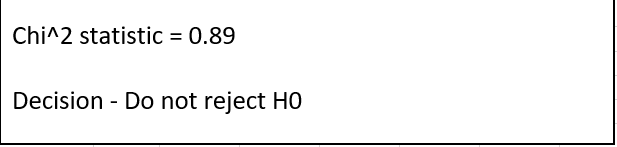 Chi^2 statistic = 0.89
Decision - Do not reject H0